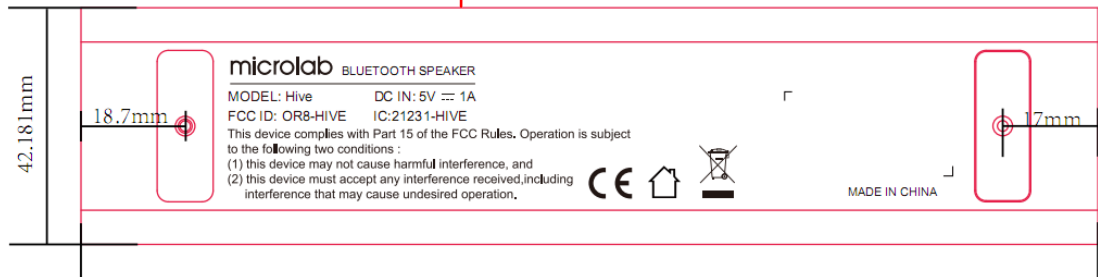 microlab BLUETOOTH SPEAKER
MODEL: Hive DC IN: 5V ⎓ 1A
FCC ID: OR8-HIVE IC:21231-HIVE
This device complies with Part 15 of the FCC Rules. Operation is subject
to the following two conditions :
(1) this device may not cause harmful interference, and
(2) this device must accept any interference received,including
interference that may cause undesired operation.
CE
MADE IN CHINA
42.181mm
18.7mm
17mm